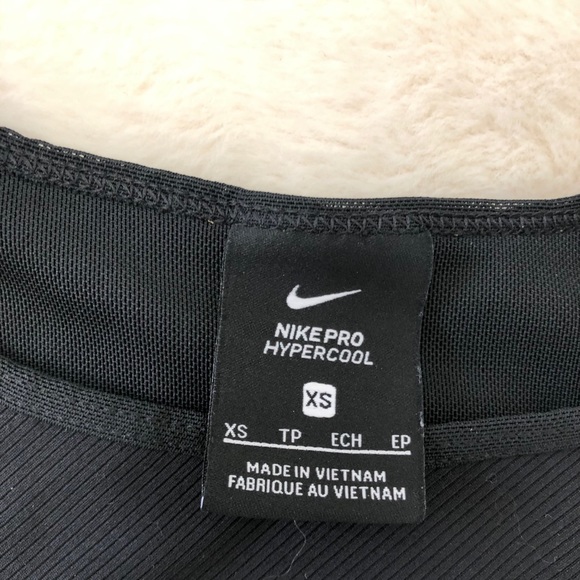 NIKE PRO
HYPERCOOL
XS
XS TP ECH EP
MADE IN VIETNAM
FABRIQUE AU VIETNAM